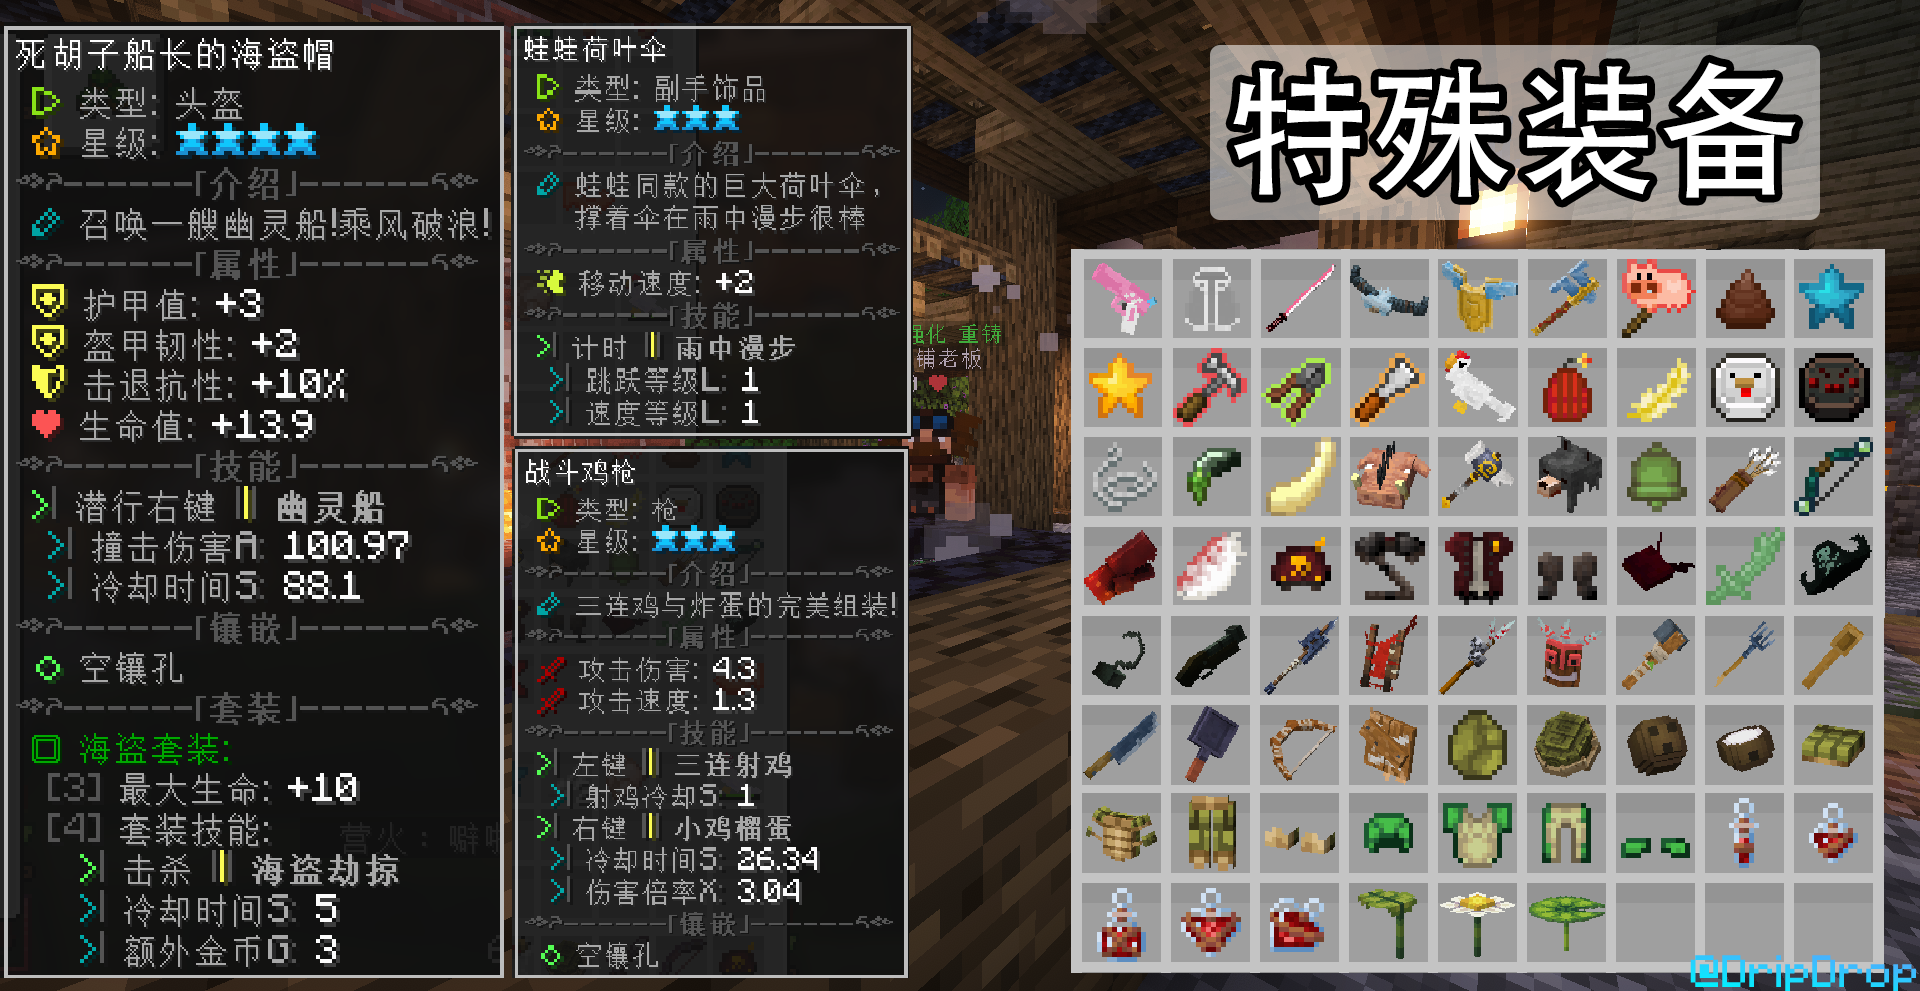 死胡子船长的海盗帽
类型: 头盔
星级: ★★★★
「介绍」
召唤一艘幽灵船!乘风破浪!
「属性」
护甲值: +3
盔甲韧性: +2
击退抗性: +10%
生命值: +13.9
「技能」
潜行右键 || 幽灵船
撞击伤害A: 100.97
冷却时间S: 88.1
「镶嵌」
空镶孔
「套装」
海盗套装:
[3] 最大生命: +10
[4] 套装技能:
击杀 || 海盗劫掠
冷却时间S: 5
额外金币G: 3
蛙蛙荷叶伞
类型: 副手饰品
星级: ★★★
「介绍」
蛙蛙同款的巨大荷叶伞,
撑着伞在雨中漫步很棒
「属性」
移动速度: +2
「技能」
计时 || 雨中漫步
跳跃等级L: 1
速度等级L: 1
战斗鸡枪
类型: 枪
星级: ★★★
「介绍」
三连鸡与炸蛋的完美组装!
「属性」
攻击伤害: 4.3
攻击速度: 1.3
「技能」
左键 || 三连射鸡
射鸡冷却S: 1
右键 || 小鸡榴蛋
冷却时间S: 26.34
伤害倍率X: 3.04
「镶嵌」
空镶孔
强化 重铸
铺老板
营火:噼啪
特殊装备
@DripDrop